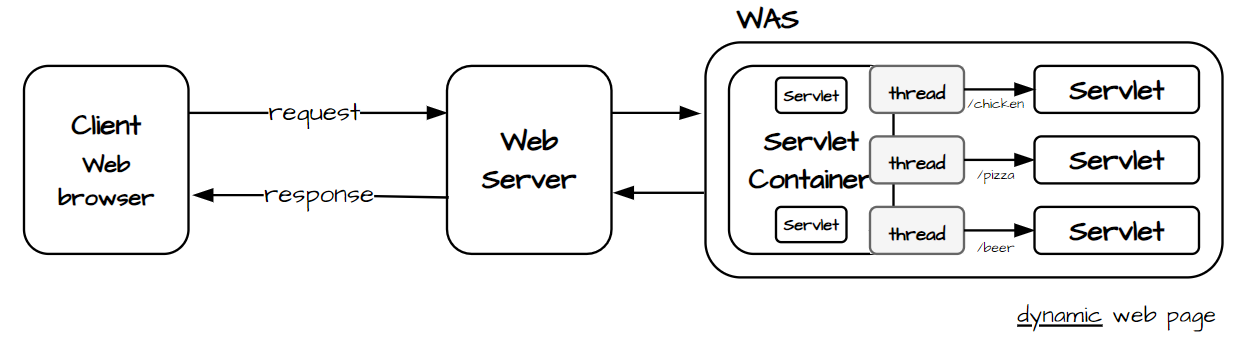 WAS
Client
Web
browser
request
response
Web
Server
Servlet
Servlet
Container
Servlet
thread
/chicken
Servlet
thread
/pizza
Servlet
thread
/beer
Servlet
dynamic web page